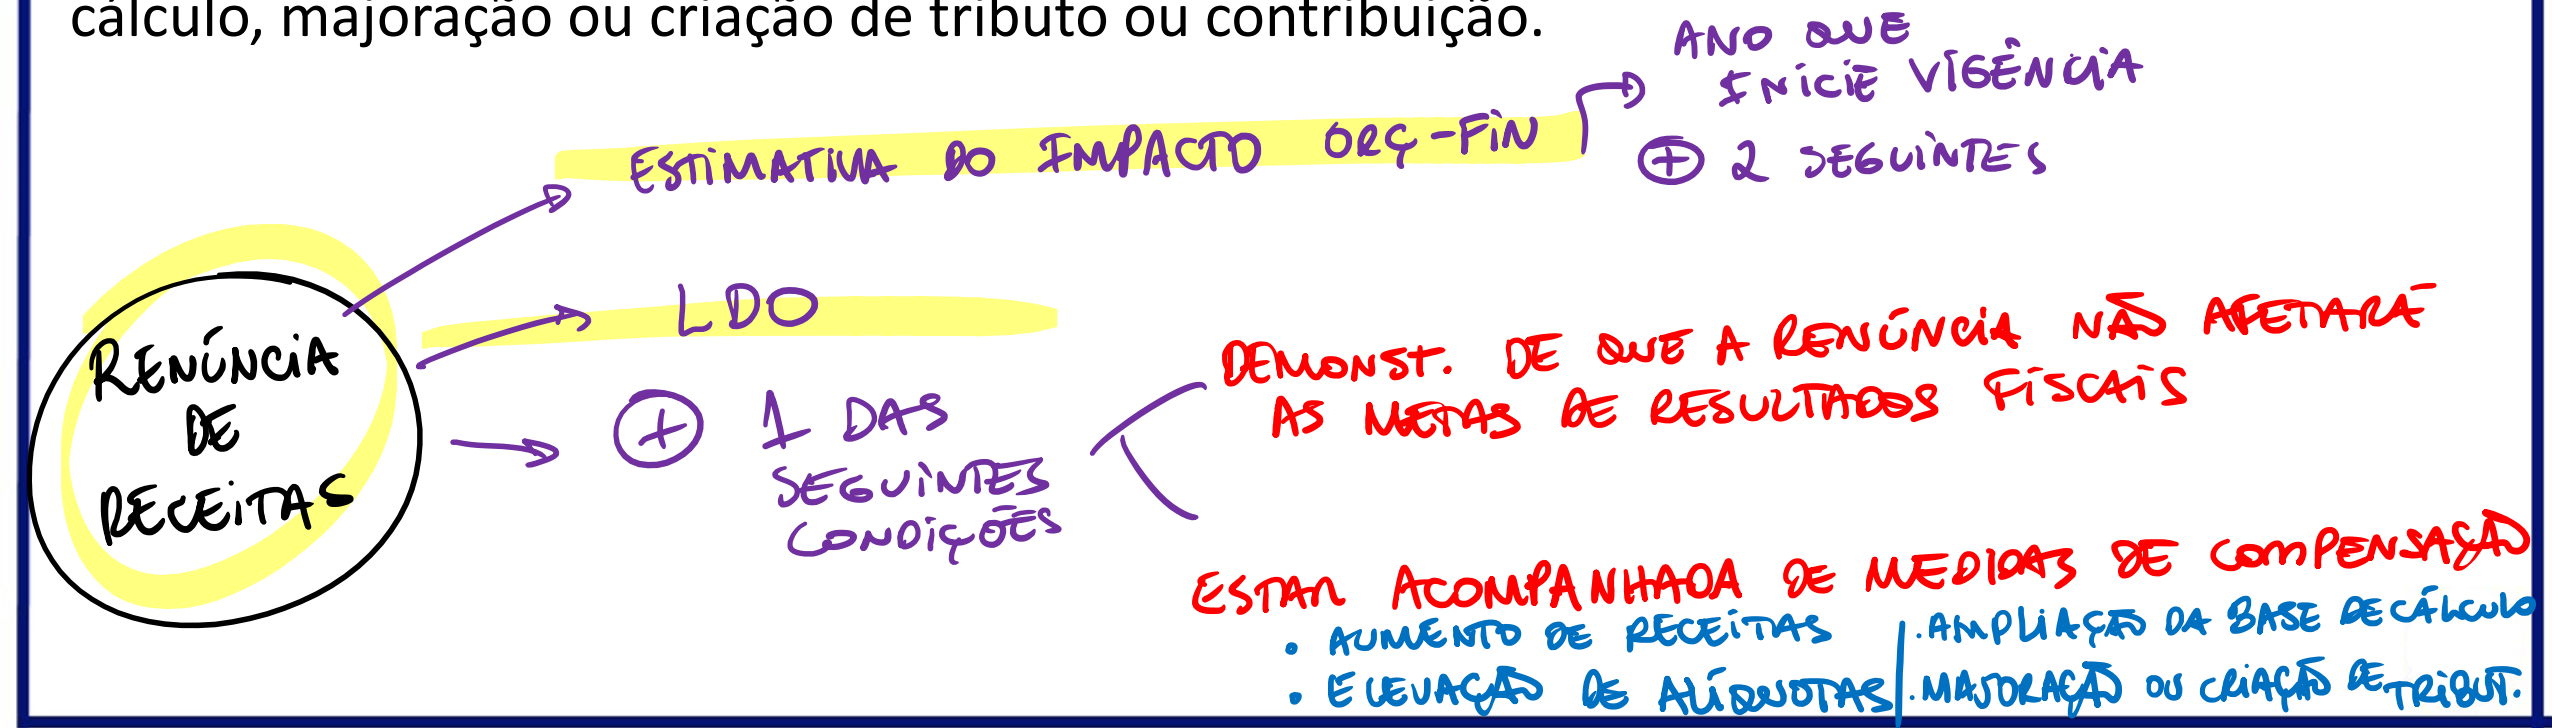 cálculo, majoração ou criação de tributo ou contribuição.
ANO QUE
INICIE VIGÊNCIA
+ 2 SEGUINTES
ESTIMATIVA DO IMPACTO ORÇ-FIN
LDO
RENÚNCIA
DE
RECEITAS
+ 1 DAS
SEGUINTES
CONDIÇÕES
DEMONST. DE QUE A RENÚNCIA NÃO AFETARÁ
AS METAS DE RESULTADOS FISCAIS
ESTAR ACOMPANHADA DE MEDIDAS DE COMPENSAÇÃO
• AUMENTO DE RECEITAS
• ELEVAÇÃO DE ALÍQUOTAS
. AMPLIAÇÃO DA BASE DE CÁLCULO
. MAJORAÇÃO OU CRIAÇÃO DE TRIBUT.